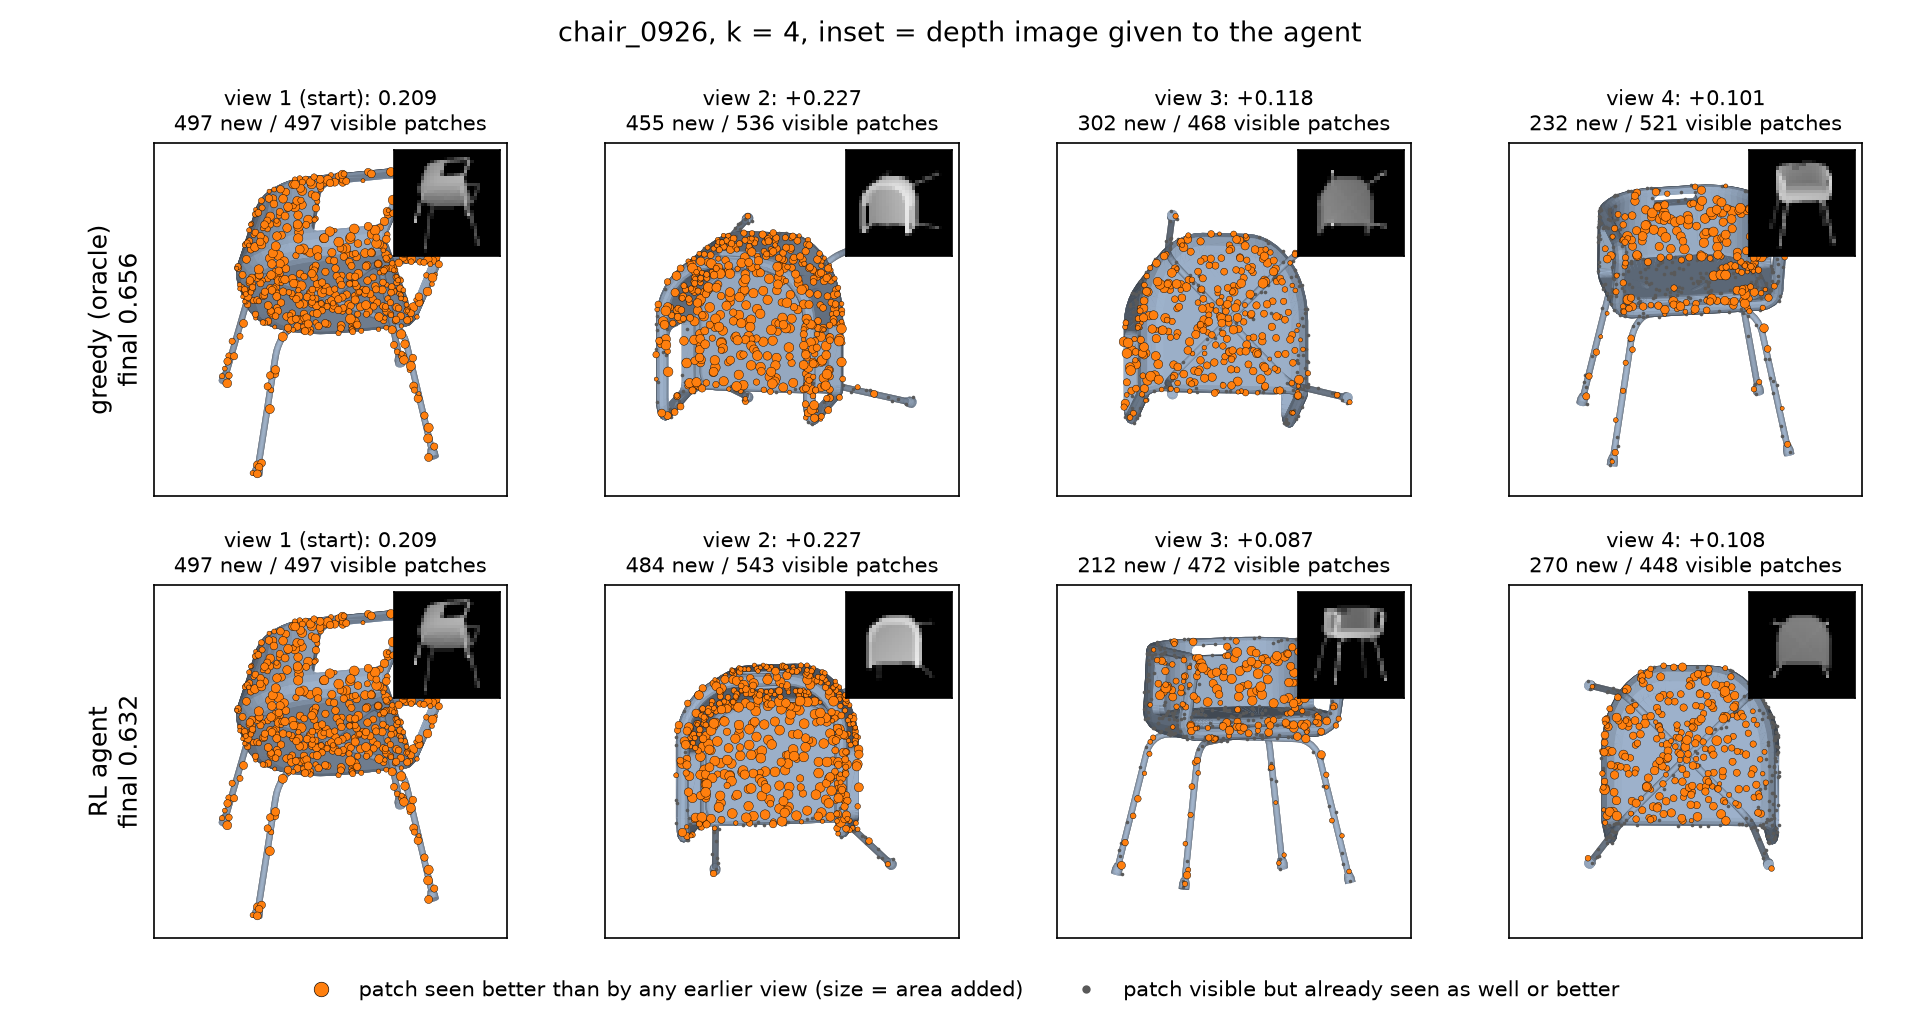 chair_0926, k = 4, inset = depth image given to the agent
greedy (oracle)
final 0.656
view 1 (start): 0.209
497 new / 497 visible patches
view 2: +0.227
455 new / 536 visible patches
view 3: +0.118
302 new / 468 visible patches
view 4: +0.101
232 new / 521 visible patches
RL agent
final 0.632
view 1 (start): 0.209
497 new / 497 visible patches
view 2: +0.227
484 new / 543 visible patches
view 3: +0.087
212 new / 472 visible patches
view 4: +0.108
270 new / 448 visible patches
patch seen better than by any earlier view (size = area added)
patch visible but already seen as well or better